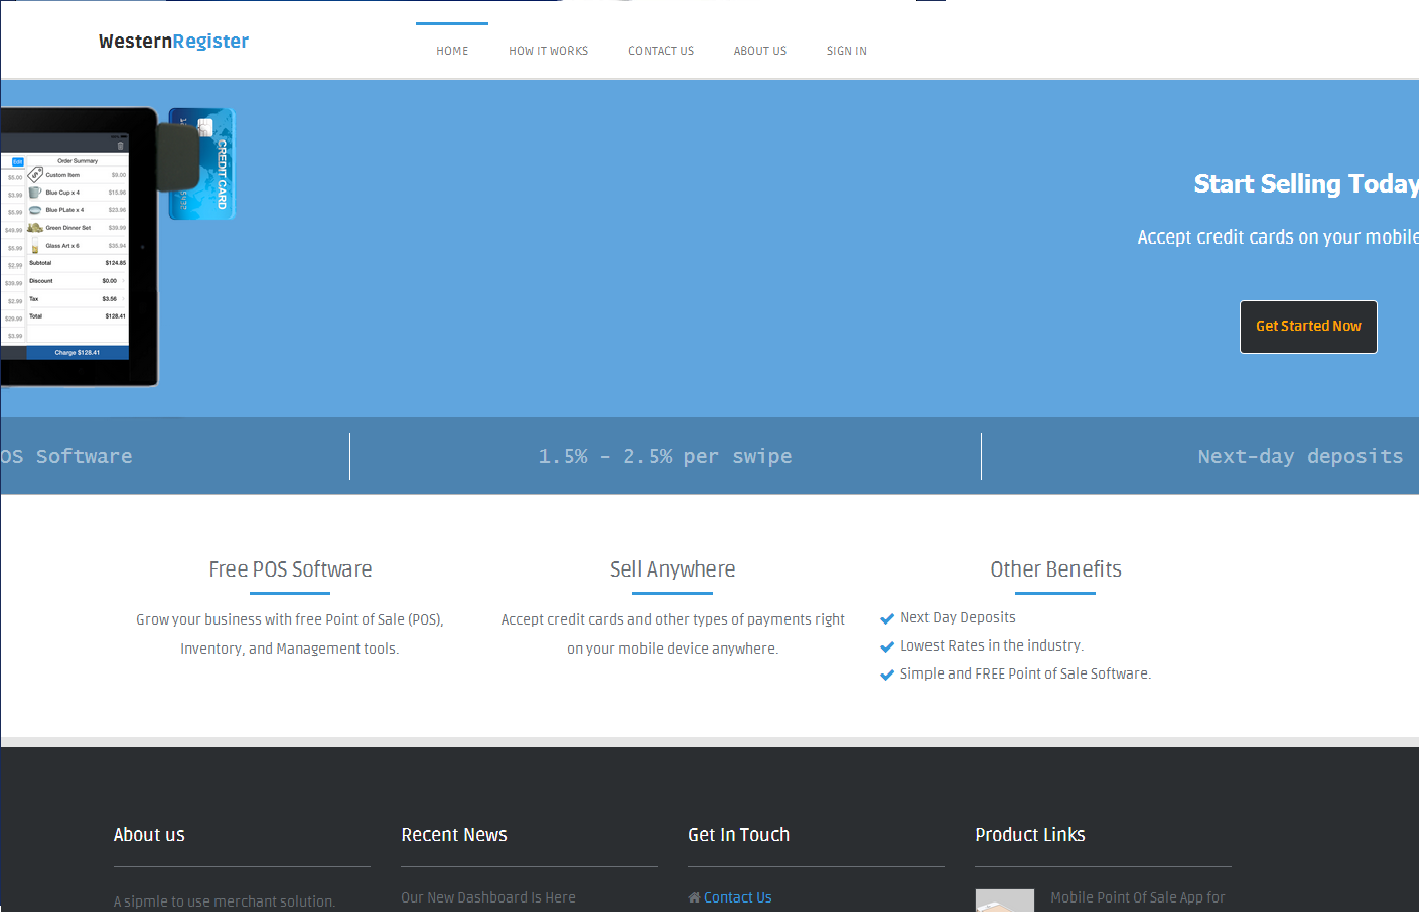 WesternRegister
HOME HOW IT WORKS CONTACT US ABOUT US SIGN IN
CREDIT CARD
Edit Order Summary
$5.00 Custom Item $9.00
$3.99 Blue Cup x 4 $15.96
$5.99 Blue PLate x 4 $23.96
$49.99 Green Dinner Set $39.99
$5.99 Glass Art x 6 $35.94
$2.99 Subtotal $124.85
$39.99 Discount $0.00
$2.99 Tax $3.56
$29.99 Total $128.41
$3.99
Charge $128.41
Start Selling Today
Accept credit cards on your mobile
Get Started Now
OS Software
1.5% - 2.5% per swipe
Next-day deposits
Free POS Software
Grow your business with free Point of Sale (POS),
Inventory, and Management tools.
Sell Anywhere
Accept credit cards and other types of payments right
on your mobile device anywhere.
Other Benefits
Next Day Deposits
Lowest Rates in the industry.
Simple and FREE Point of Sale Software.
About us
A sipmle to use merchant solution.
Recent News
Our New Dashboard Is Here
Get In Touch
Contact Us
Product Links
Mobile Point Of Sale App for